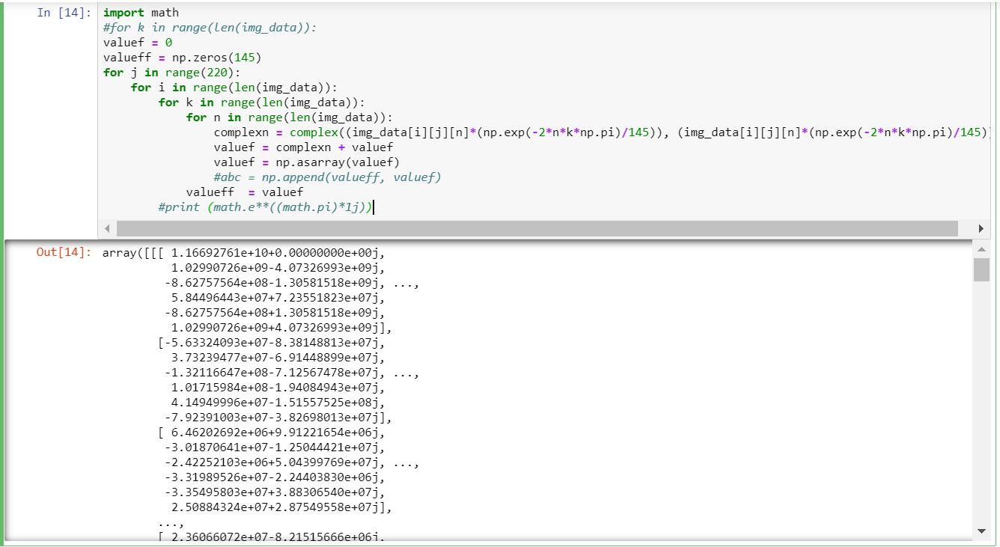 In [14]: import math
#for k in range(len(img_data)):
valuef = 0
valueff = np.zeros(145)
for j in range(220):
    for i in range(len(img_data)):
        for k in range(len(img_data)):
            for n in range(len(img_data)):
                complexn = complex((img_data[i][j][n]*(np.exp(-2*n*k*np.pi)/145)), (img_data[i][j][n]*(np.exp(-2*n*k*np.pi)/145)
                valuef = complexn + valuef
                valuef = np.asarray(valuef)
                #abc = np.append(valueff, valuef)
            valueff  = valuef
        #print (math.e**((math.pi)*1j))
Out[14]: array([[[ 1.16692761e+10+0.00000000e+00j,
1.02990726e+09-4.07326993e+09j,
-8.62757564e+08-1.30581518e+09j, ...,
5.84496443e+07+7.23551823e+07j,
-8.62757564e+08+1.30581518e+09j,
1.02990726e+09+4.07326993e+09j],
[-5.63324093e+07-8.38148813e+07j,
3.73239477e+07-6.91448899e+07j,
-1.32116647e+08-7.12567478e+07j, ...,
1.01715984e+08-1.94084943e+07j,
4.14949996e+07-1.51557525e+08j,
-7.92391003e+07-3.82698013e+07j],
[ 6.46202692e+06+9.91221654e+06j,
-3.01870641e+07-1.25044421e+07j,
-2.42252103e+06+5.04399769e+07j, ...,
-3.31989526e+07-2.24403830e+06j,
-3.35495803e+07+3.88306540e+07j,
2.50884324e+07+2.87549558e+07j],
...,
[ 2.36066072e+07-8.21515666e+06j,